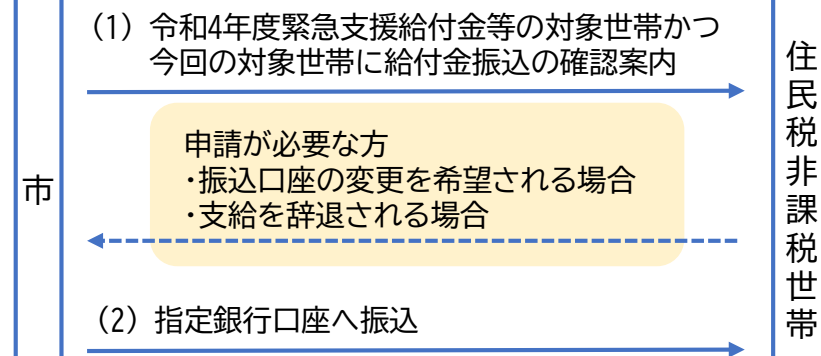 (1) 令和4年度緊急支援給付金等の対象世帯かつ
今回の対象世帯に給付金振込の確認案内
市
申請が必要な方
・振込口座の変更を希望される場合
・支給を辞退される場合
住民税非課税世帯
(2) 指定銀行口座へ振込